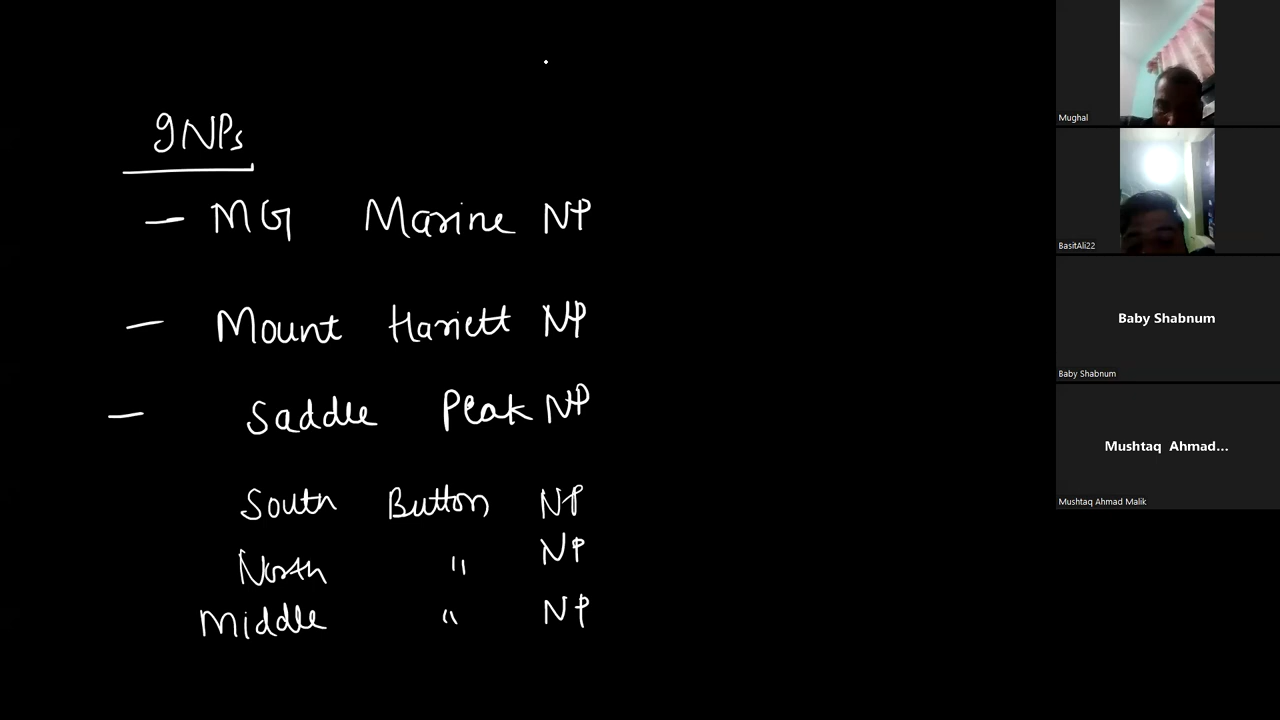 9NPs
— MG Marine NP
— Mount Hariett NP
— Saddle Peak NP
South Button NP
North " NP
Middle " NP
Mughal
BasitAli22
Baby Shabnum
Baby Shabnum
Mushtaq Ahmad...
Mushtaq Ahmad Malik